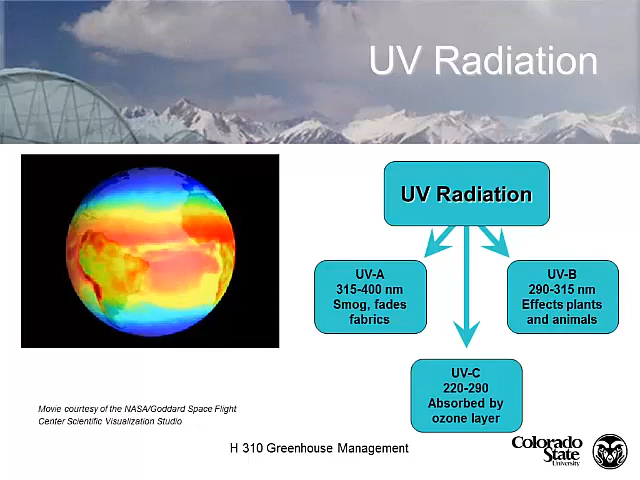 UV Radiation
UV Radiation
UV-A
315-400 nm
Smog, fades
fabrics
UV-B
290-315 nm
Effects plants
and animals
UV-C
220-290
Absorbed by
ozone layer
Movie courtesy of the NASA/Goddard Space Flight
Center Scientific Visualization Studio
H 310 Greenhouse Management
Colorado
State
University